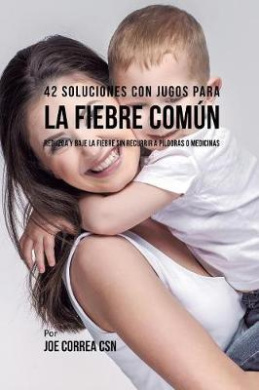 42 SOLUCIONES CON JUGOS PARA
LA FIEBRE COMÚN
REDUZCA Y BAJE LA FIEBRE SIN RECURRIR A PÍLDORAS O MEDICINAS
Por
JOE CORREA CSN